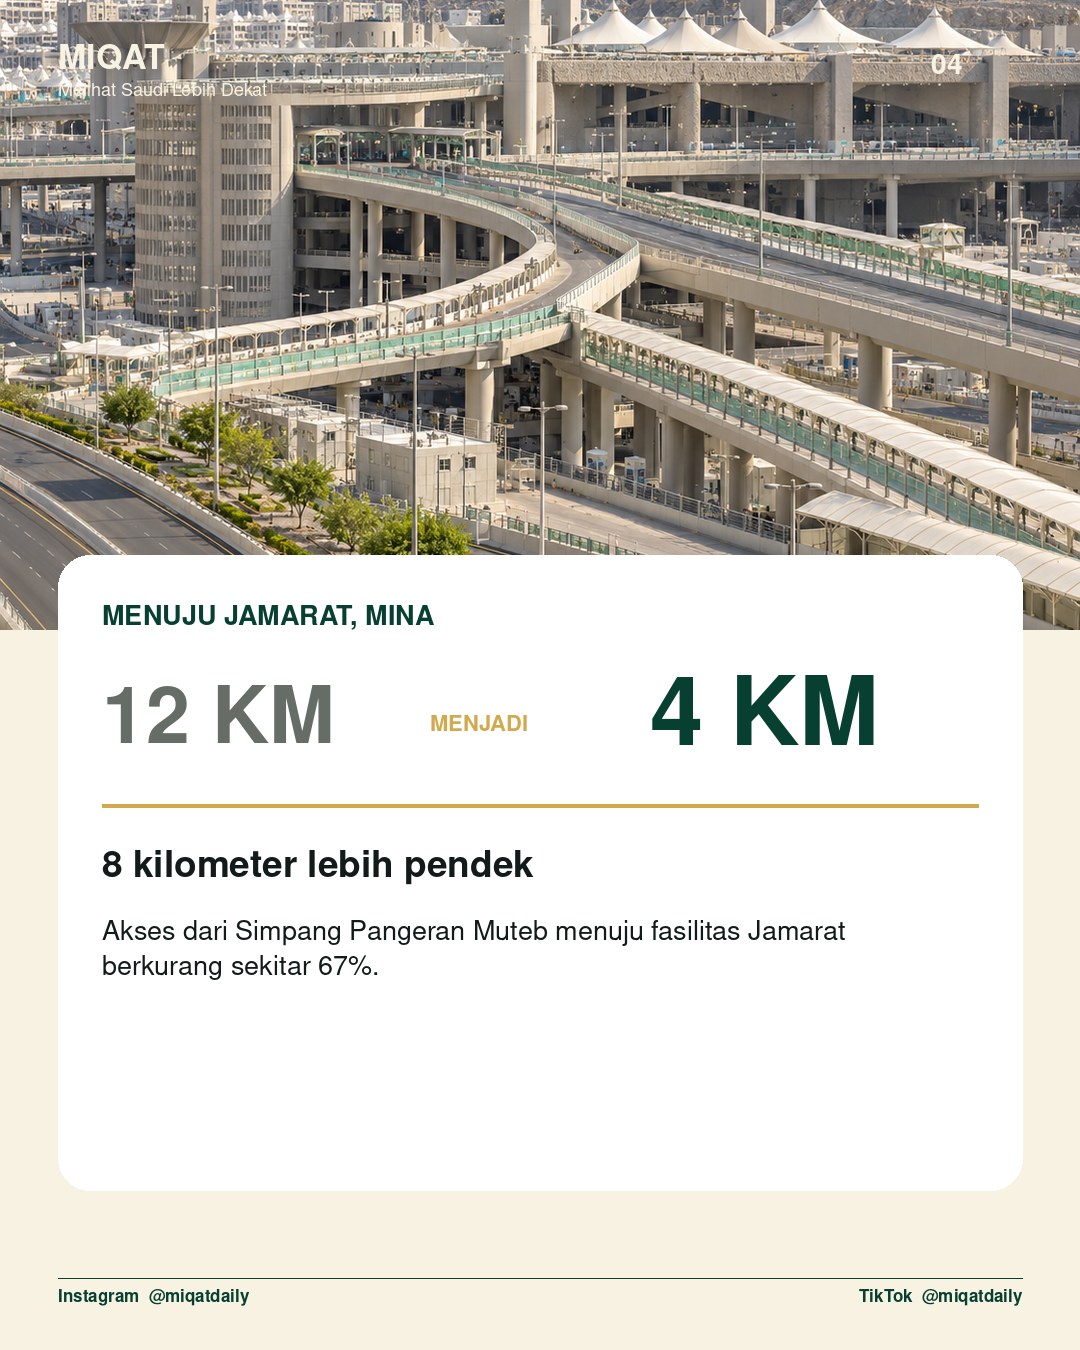 MIQAT
Melihat Saudi Lebih Dekat
04
MENUJU JAMARAT, MINA
12 KM MENJADI 4 KM
8 kilometer lebih pendek
Akses dari Simpang Pangeran Muteb menuju fasilitas Jamarat
berkurang sekitar 67%.
Instagram @miqatdaily TikTok @miqatdaily